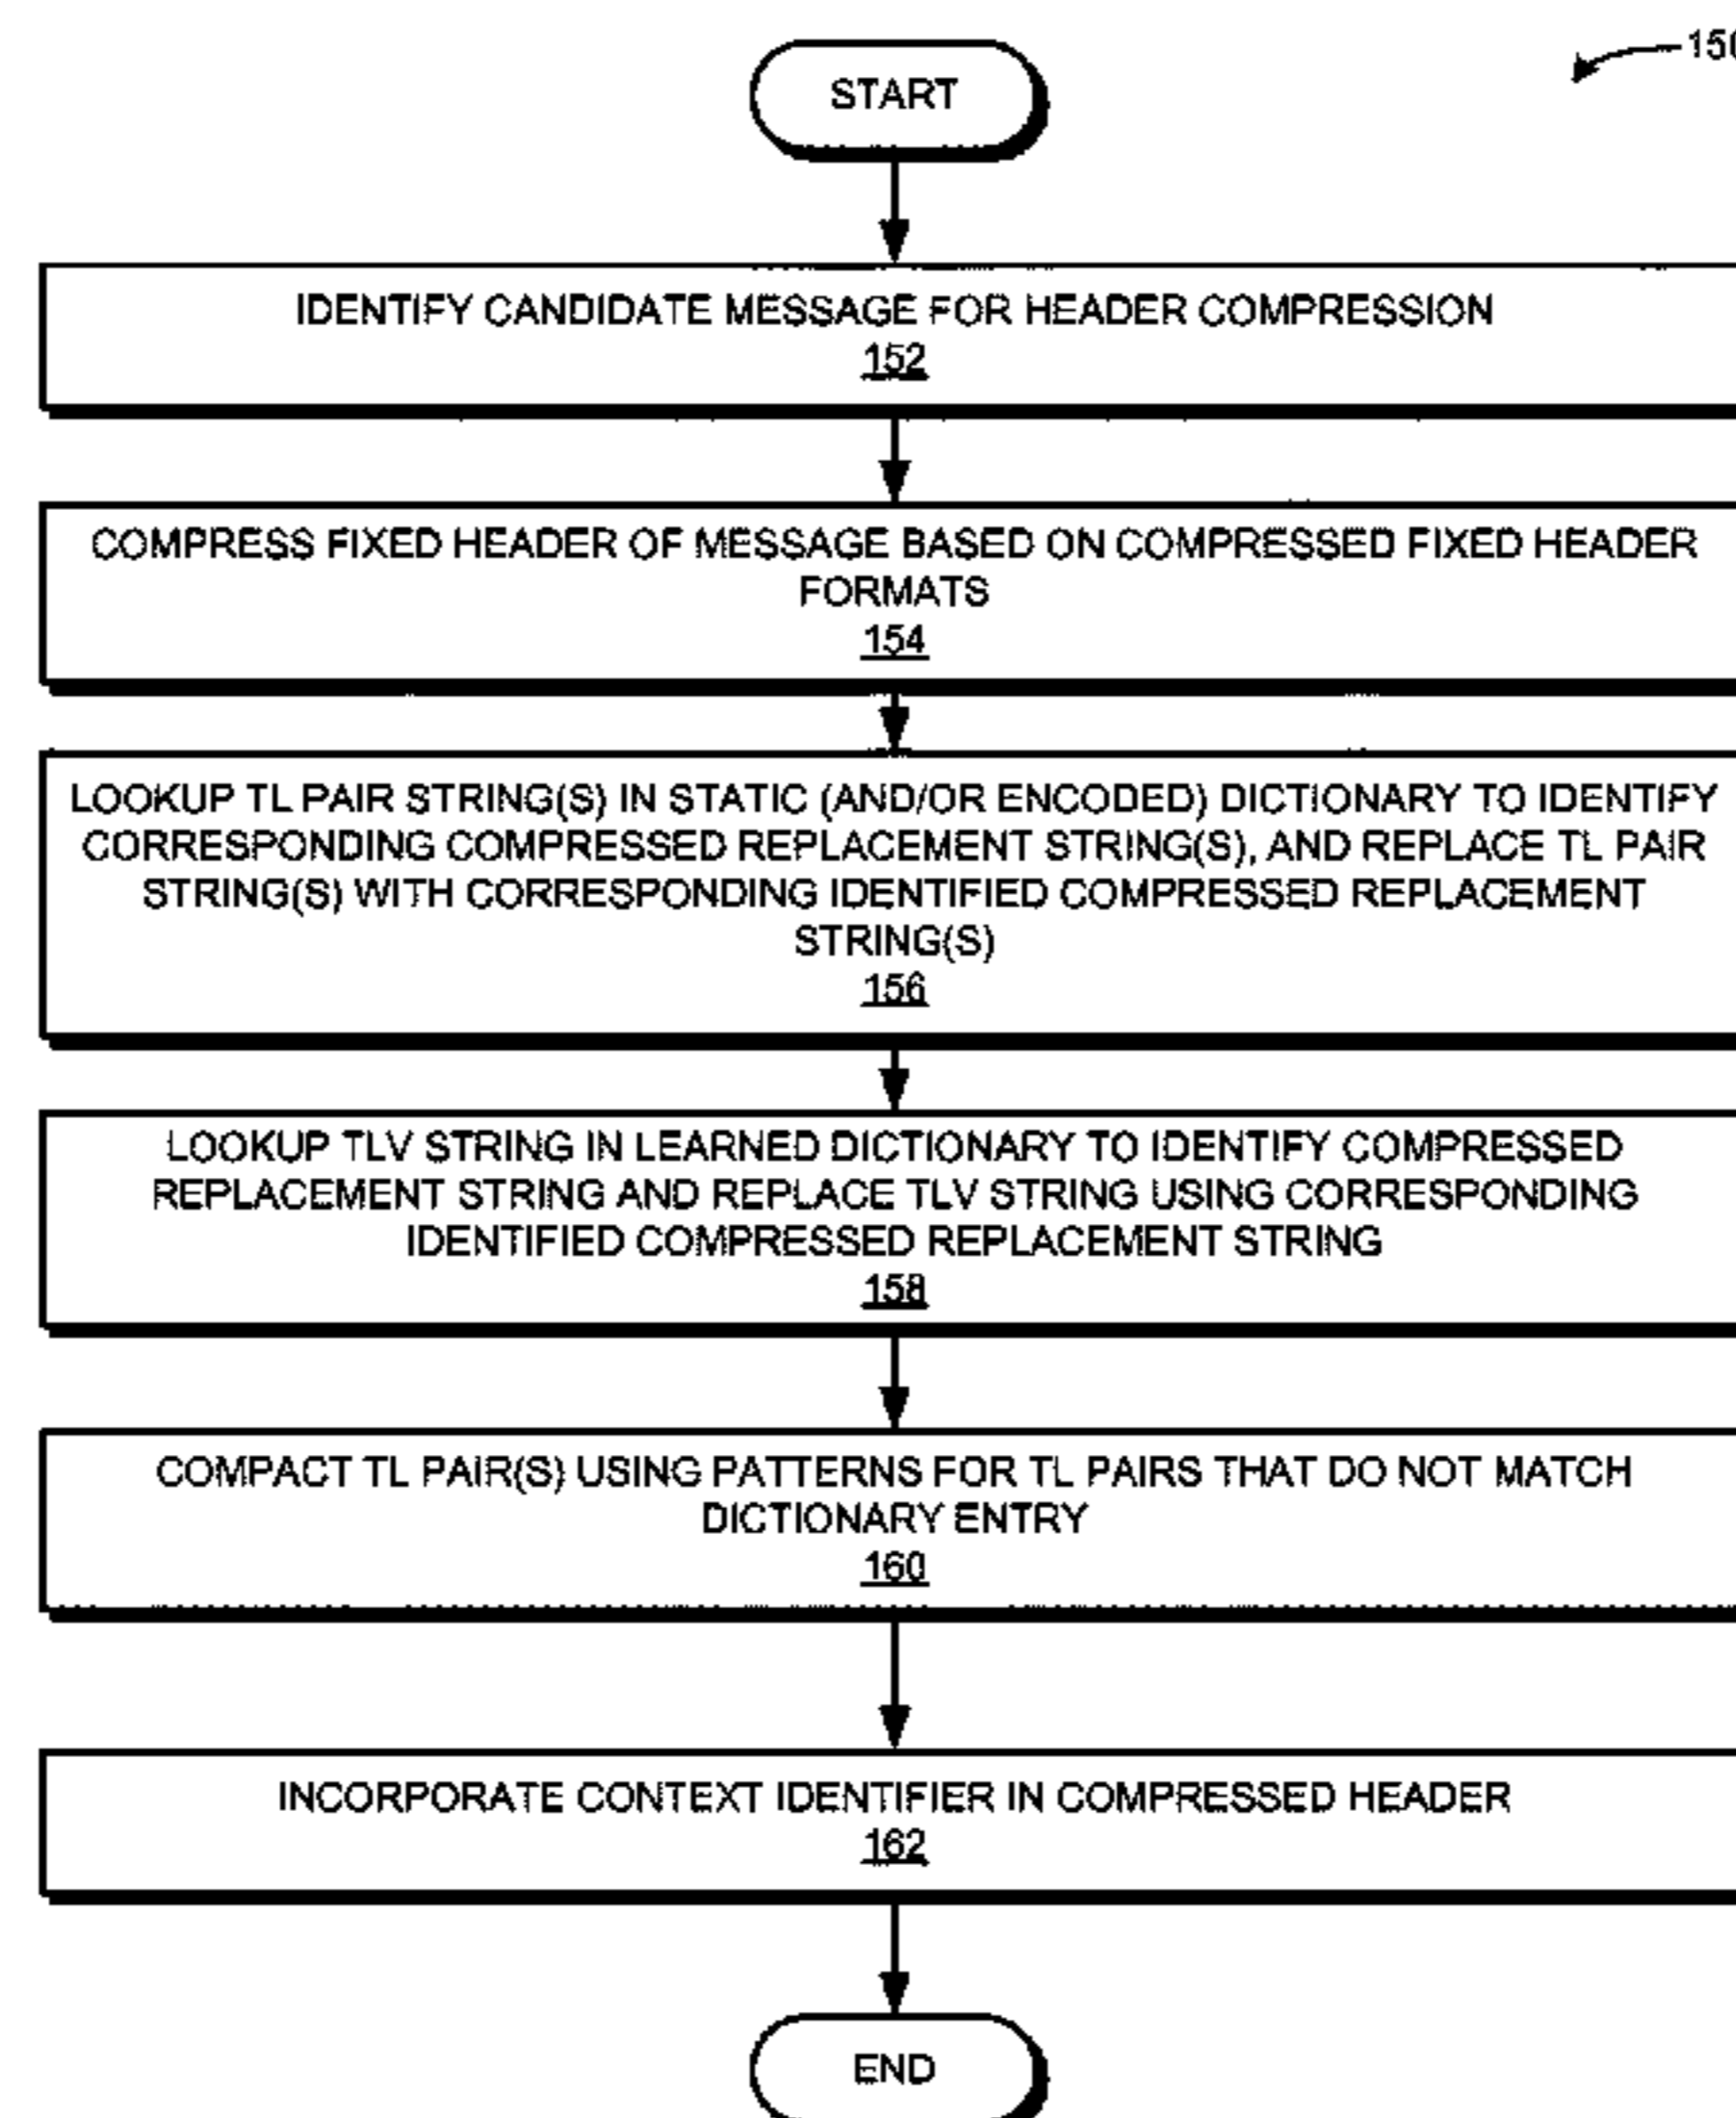 150
START
IDENTIFY CANDIDATE MESSAGE FOR HEADER COMPRESSION
152
COMPRESS FIXED HEADER OF MESSAGE BASED ON COMPRESSED FIXED HEADER
FORMATS
154
LOOKUP TL PAIR STRING(S) IN STATIC (AND/OR ENCODED) DICTIONARY TO IDENTIFY
CORRESPONDING COMPRESSED REPLACEMENT STRING(S), AND REPLACE TL PAIR
STRING(S) WITH CORRESPONDING IDENTIFIED COMPRESSED REPLACEMENT
STRING(S)
156
LOOKUP TLV STRING IN LEARNED DICTIONARY TO IDENTIFY COMPRESSED
REPLACEMENT STRING AND REPLACE TLV STRING USING CORRESPONDING
IDENTIFIED COMPRESSED REPLACEMENT STRING
158
COMPACT TL PAIR(S) USING PATTERNS FOR TL PAIRS THAT DO NOT MATCH
DICTIONARY ENTRY
160
INCORPORATE CONTEXT IDENTIFIER IN COMPRESSED HEADER
162
END